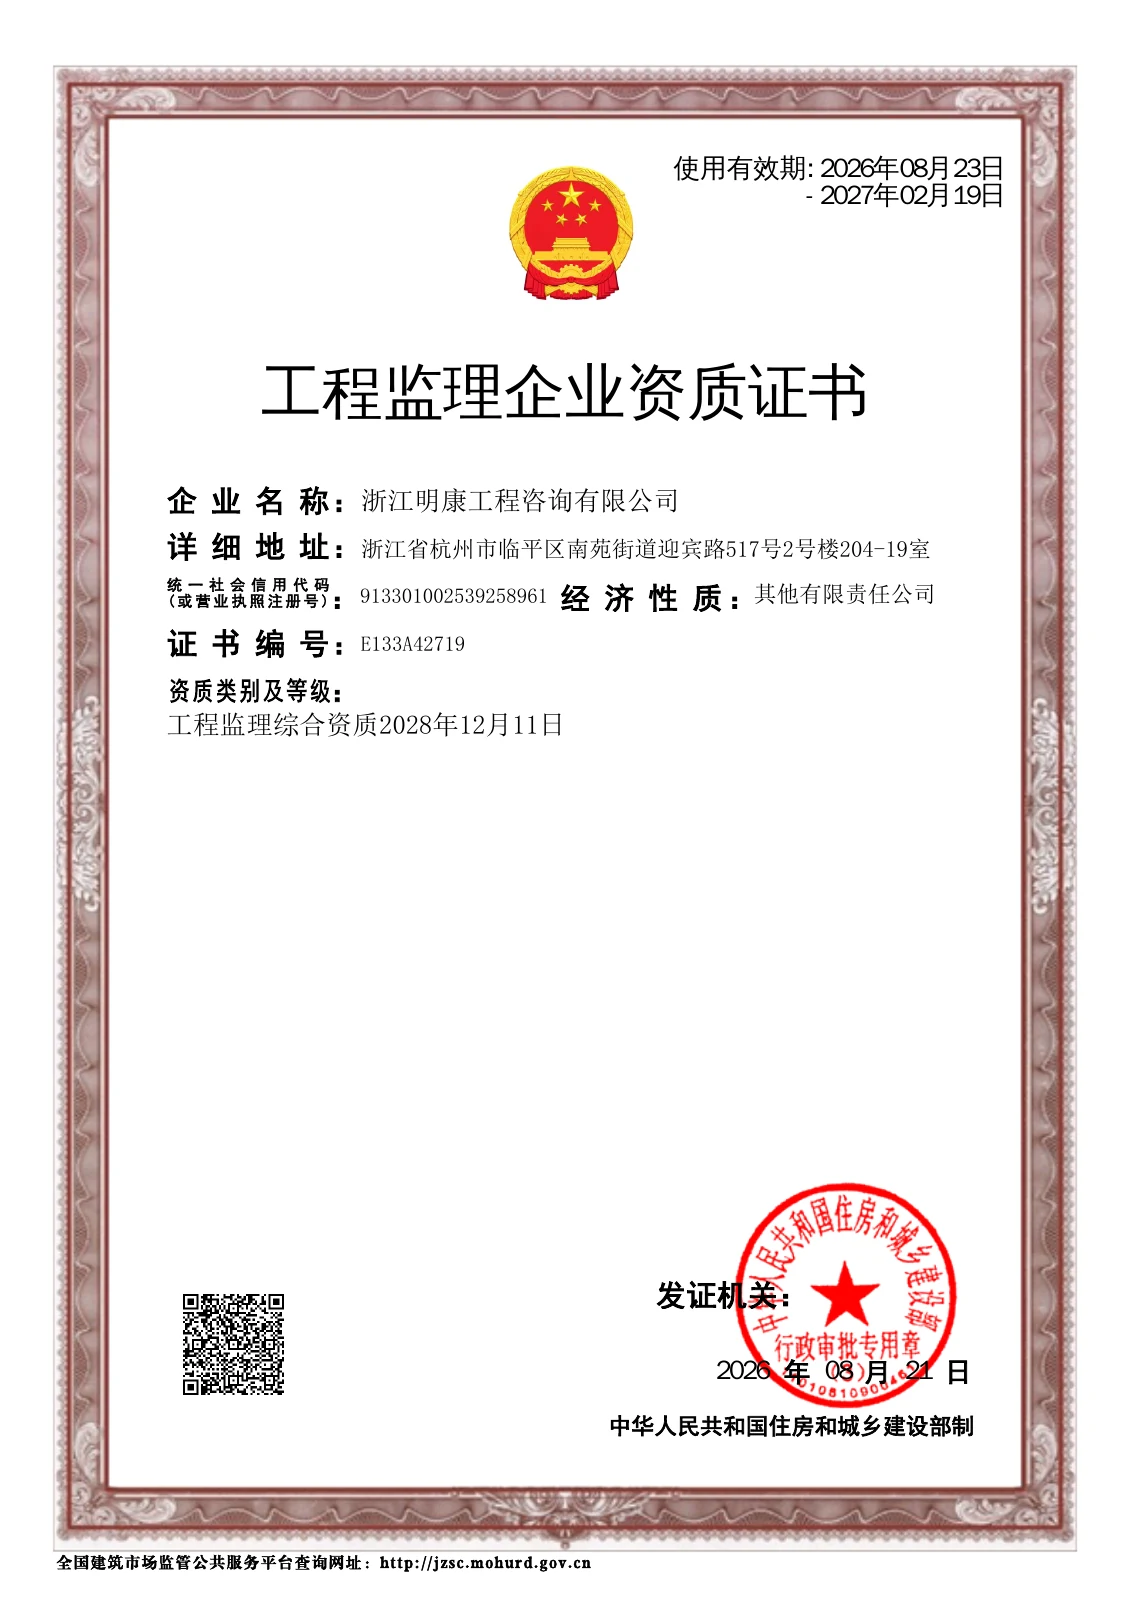 使用有效期: 2026年08月23日
- 2027年02月19日
工程监理企业资质证书
企业名称：浙江明康工程咨询有限公司
详细地址：浙江省杭州市临平区南苑街道迎宾路517号2号楼204-19室
统一社会信用代码
（或营业执照注册号）：913301002539258961 经济性质：其他有限责任公司
证书编号：E133A42719
资质类别及等级：
工程监理综合资质2028年12月11日
中华人民共和国住房和城乡建设部
发证机关：
行政审批专用章
2026 年 08 月 21 日
中华人民共和国住房和城乡建设部制
全国建筑市场监管公共服务平台查询网址：http://jzsc.mohurd.gov.cn